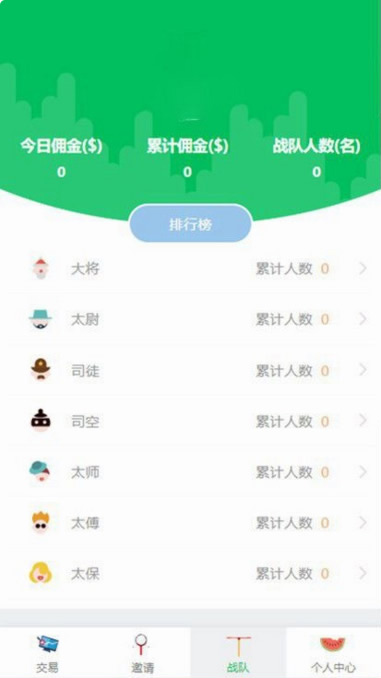 今日佣金($) 累计佣金($) 战队人数(名)
0 0 0
排行榜
大将 累计人数 0
太尉 累计人数 0
司徒 累计人数 0
司空 累计人数 0
太师 累计人数 0
太傅 累计人数 0
太保 累计人数 0
交易 邀请 战队 个人中心